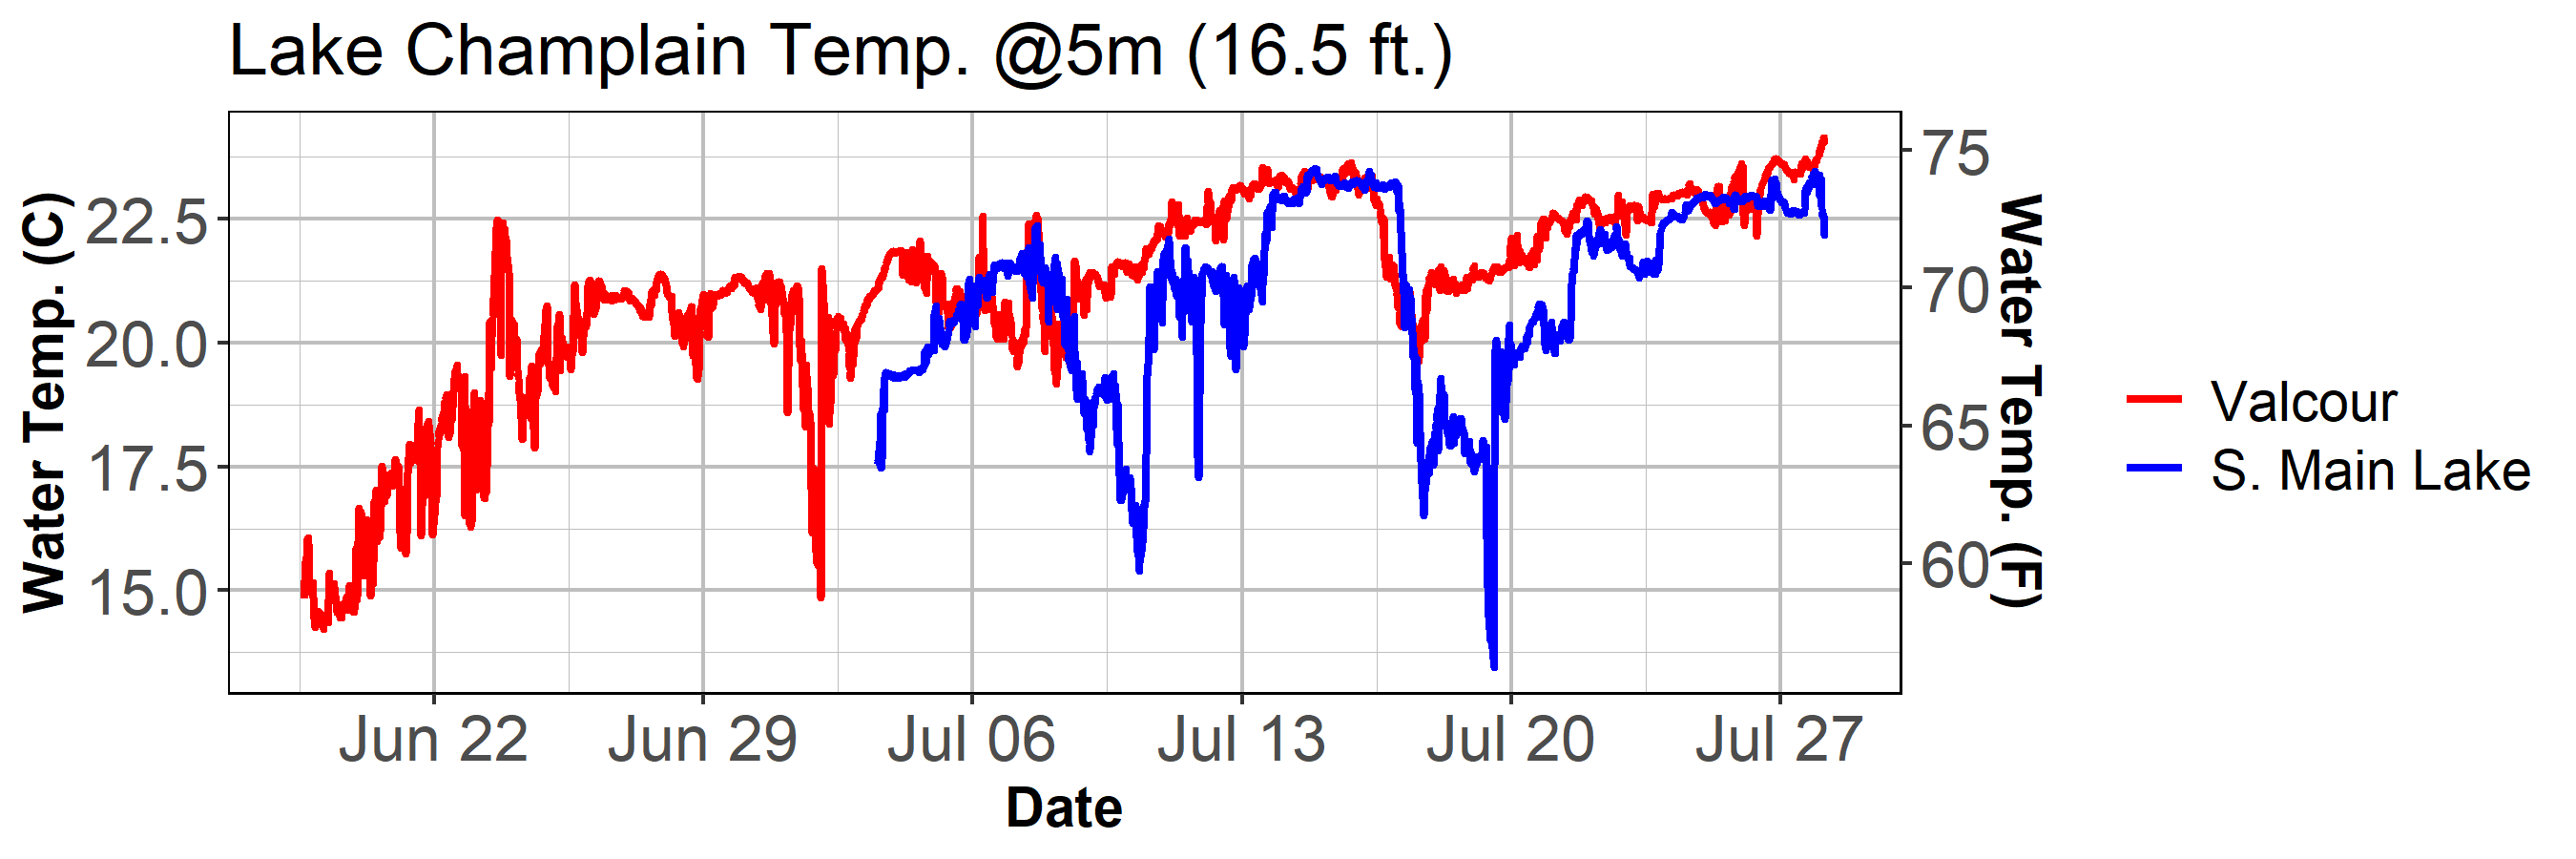 Lake Champlain Temp. @5m (16.5 ft.)
Water Temp. (C)
22.5
20.0
17.5
15.0
75
70
65
60
Water Temp. (F)
Jun 22 Jun 29 Jul 06 Jul 13 Jul 20 Jul 27
Date
Valcour
S. Main Lake